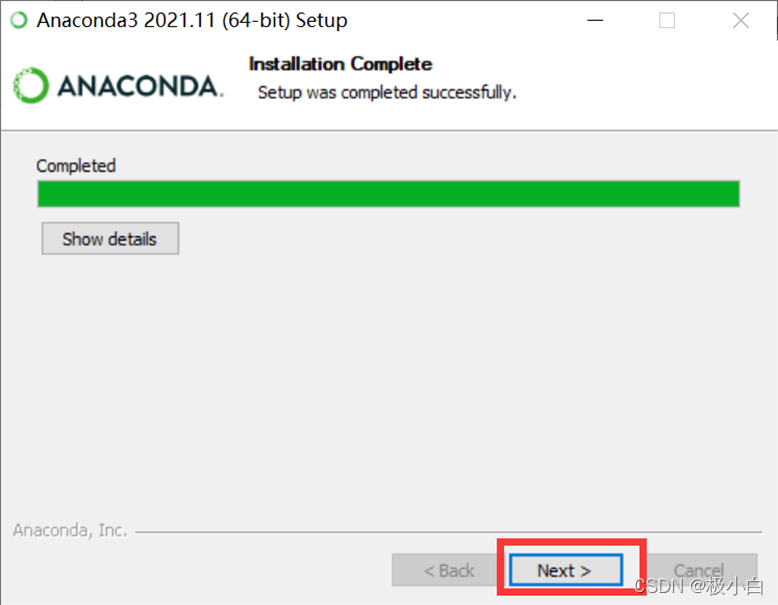 Anaconda3 2021.11 (64-bit) Setup
ANACONDA.
Installation Complete
Setup was completed successfully.
Completed
Show details
Anaconda, Inc.
< Back
Next >
Cancel
CSDN @极小白